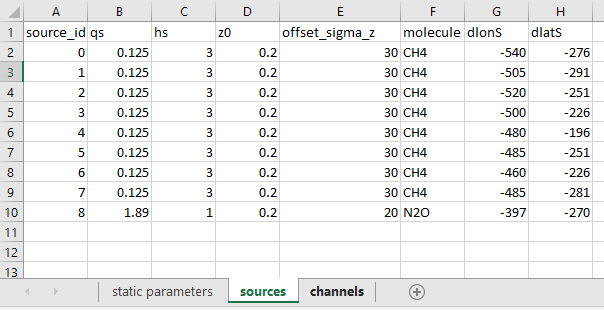 A B C D E F G H
1 source_id qs hs z0 offset_sigma_z molecule dlonS dlatS
2 0 0.125 3 0.2 30 CH4 -540 -276
3 1 0.125 3 0.2 30 CH4 -505 -291
4 2 0.125 3 0.2 30 CH4 -520 -251
5 3 0.125 3 0.2 30 CH4 -500 -226
6 4 0.125 3 0.2 30 CH4 -480 -196
7 5 0.125 3 0.2 30 CH4 -485 -251
8 6 0.125 3 0.2 30 CH4 -460 -226
9 7 0.125 3 0.2 30 CH4 -485 -281
10 8 1.89 1 0.2 20 N2O -397 -270
11
12
13
static parameters sources channels